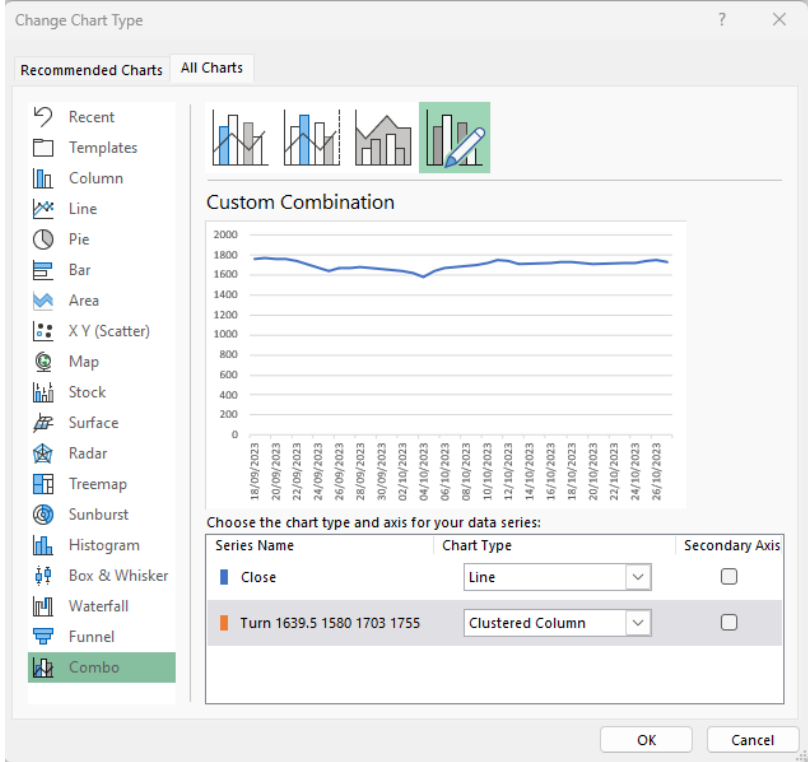 Change Chart Type ?
Recommended Charts All Charts
Recent
Templates
Column
Line
Pie
Bar
Area
X Y (Scatter)
Map
Stock
Surface
Radar
Treemap
Sunburst
Histogram
Box & Whisker
Waterfall
Funnel
Combo
Custom Combination
2000
1800
1600
1400
1200
1000
800
600
400
200
0
18/09/2023
20/09/2023
22/09/2023
24/09/2023
26/09/2023
28/09/2023
30/09/2023
02/10/2023
04/10/2023
06/10/2023
08/10/2023
10/10/2023
12/10/2023
14/10/2023
16/10/2023
18/10/2023
20/10/2023
22/10/2023
24/10/2023
26/10/2023
Choose the chart type and axis for your data series:
Series Name Chart Type Secondary Axis
Close Line
Turn 1639.5 1580 1703 1755 Clustered Column
OK Cancel